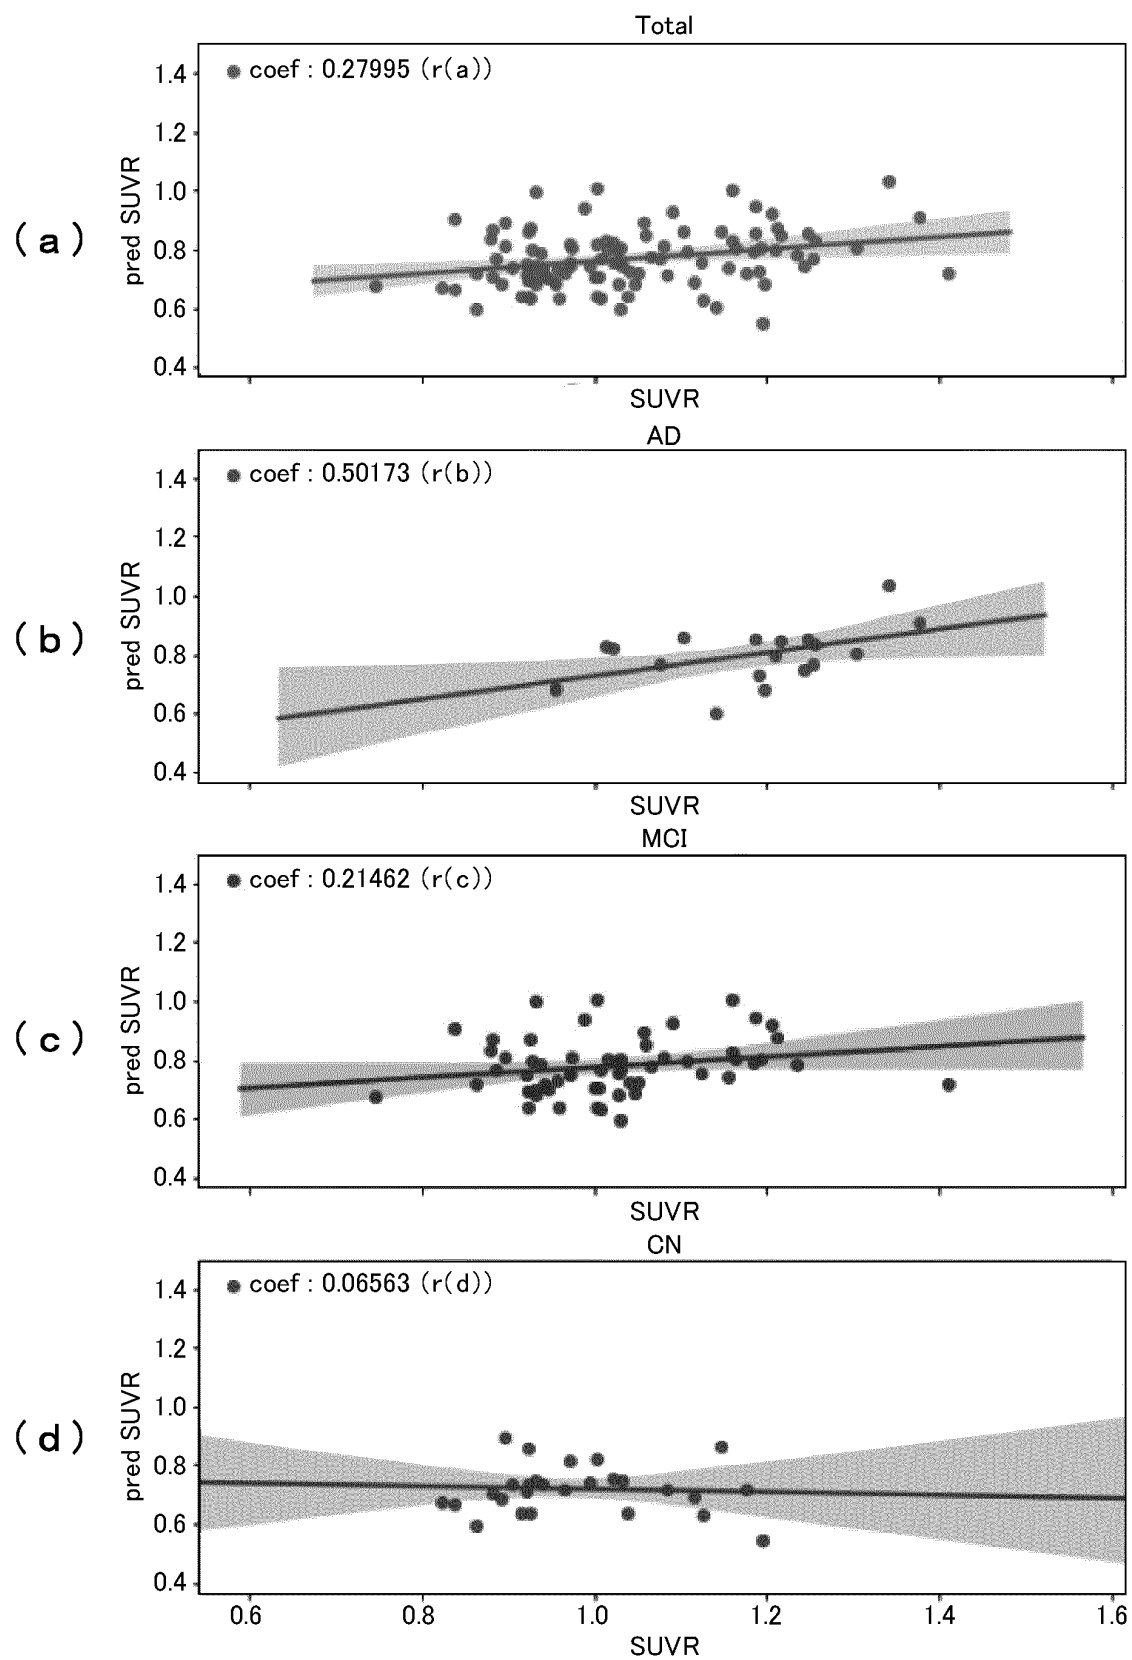 Total
coef : 0.27995 (r(a))
1.4
1.2
1.0
0.8
0.6
0.4
pred SUVR
(a)
SUVR
AD
coef : 0.50173 (r(b))
1.4
1.2
1.0
0.8
0.6
0.4
pred SUVR
(b)
SUVR
MCI
coef : 0.21462 (r(c))
1.4
1.2
1.0
0.8
0.6
0.4
pred SUVR
(c)
SUVR
CN
coef : 0.06563 (r(d))
1.4
1.2
1.0
0.8
0.6
0.4
pred SUVR
(d)
0.6 0.8 1.0 1.2 1.4 1.6
SUVR